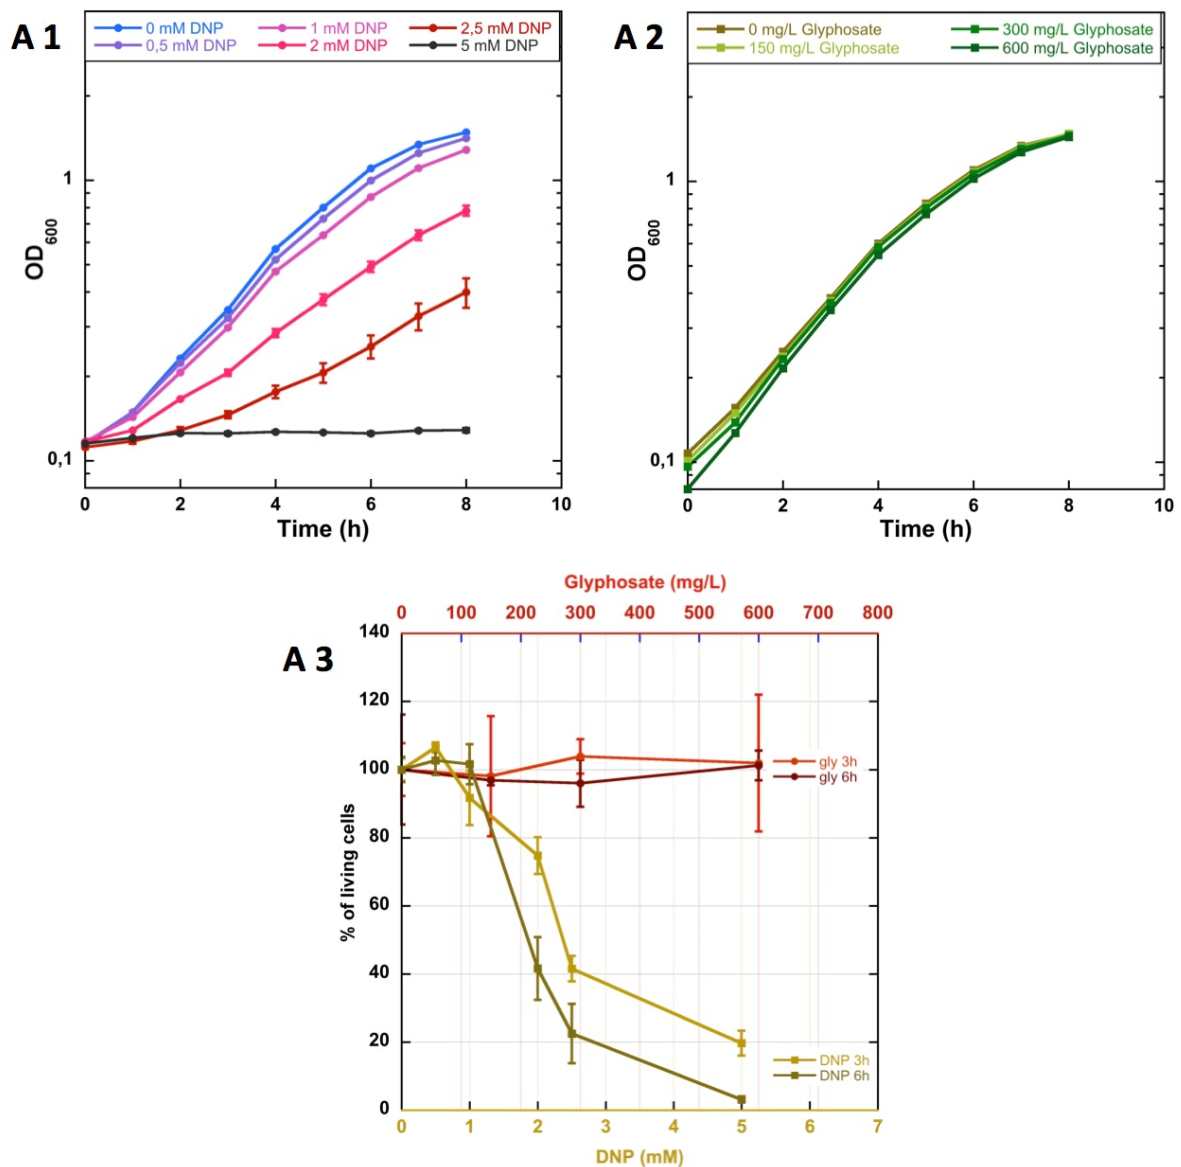 A 1
0 mM DNP 1 mM DNP 2,5 mM DNP
0,5 mM DNP 2 mM DNP 5 mM DNP
1
OD600
0,1
0 2 4 6 8 10
Time (h)
A 2
0 mg/L Glyphosate 300 mg/L Glyphosate
150 mg/L Glyphosate 600 mg/L Glyphosate
1
OD600
0,1
0 2 4 6 8 10
Time (h)
A 3
Glyphosate (mg/L)
0 100 200 300 400 500 600 700 800
140
120
100
80
60
40
20
0
% of living cells
gly 3h
gly 6h
DNP 3h
DNP 6h
0 1 2 3 4 5 6 7
DNP (mM)